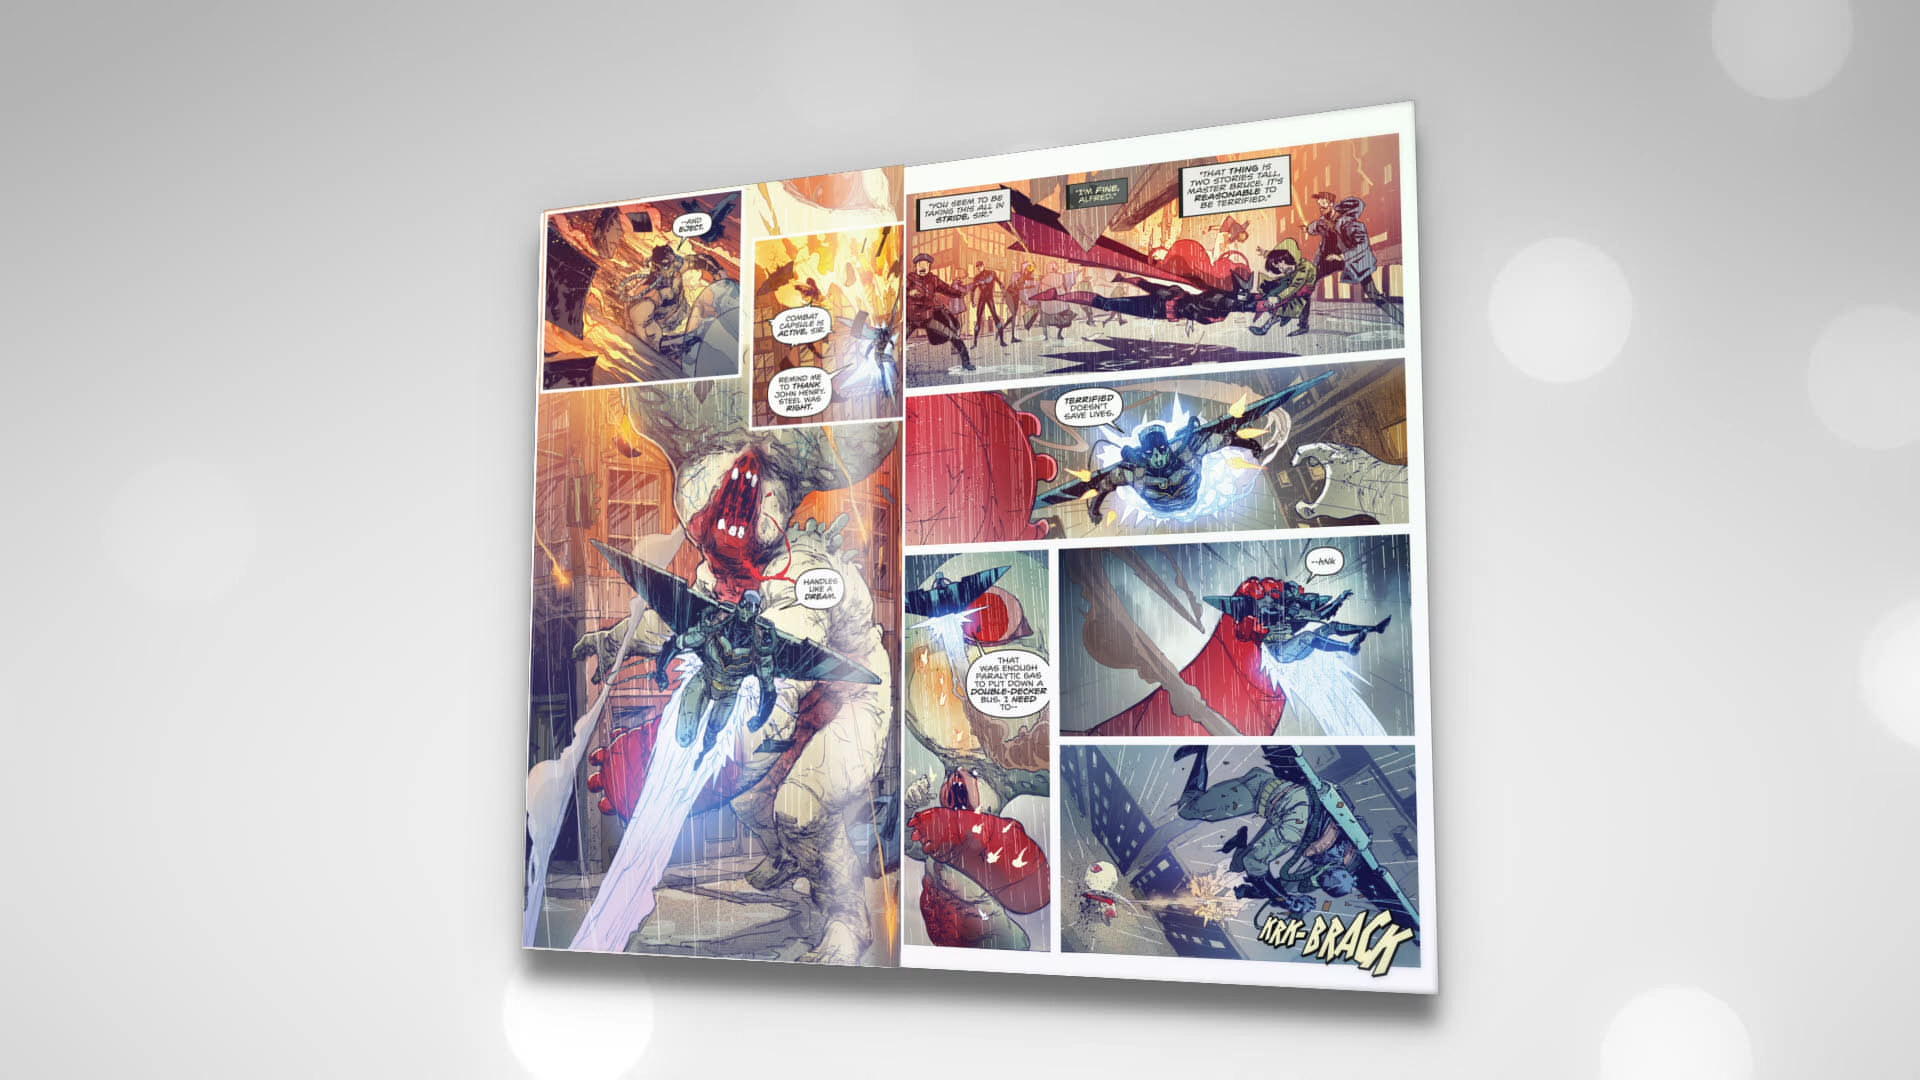 --AND
EJECT.
COMBAT
CAPSULE IS
ACTIVE, SIR.
REMIND ME
TO THANK
JOHN HENRY.
STEEL WAS
RIGHT.
HANDLES
LIKE A
DREAM.
"YOU SEEM TO BE
TAKING THIS ALL IN
STRIDE, SIR."
"I'M FINE,
ALFRED."
"THAT THING IS
TWO STORIES TALL,
MASTER BRUCE. IT'S
REASONABLE TO
BE TERRIFIED."
TERRIFIED
DOESN'T
SAVE LIVES.
THAT
WAS ENOUGH
PARALYTIC GAS
TO PUT DOWN A
DOUBLE-DECKER
BUS. I NEED
TO--
--HNK
KRK-BRACK